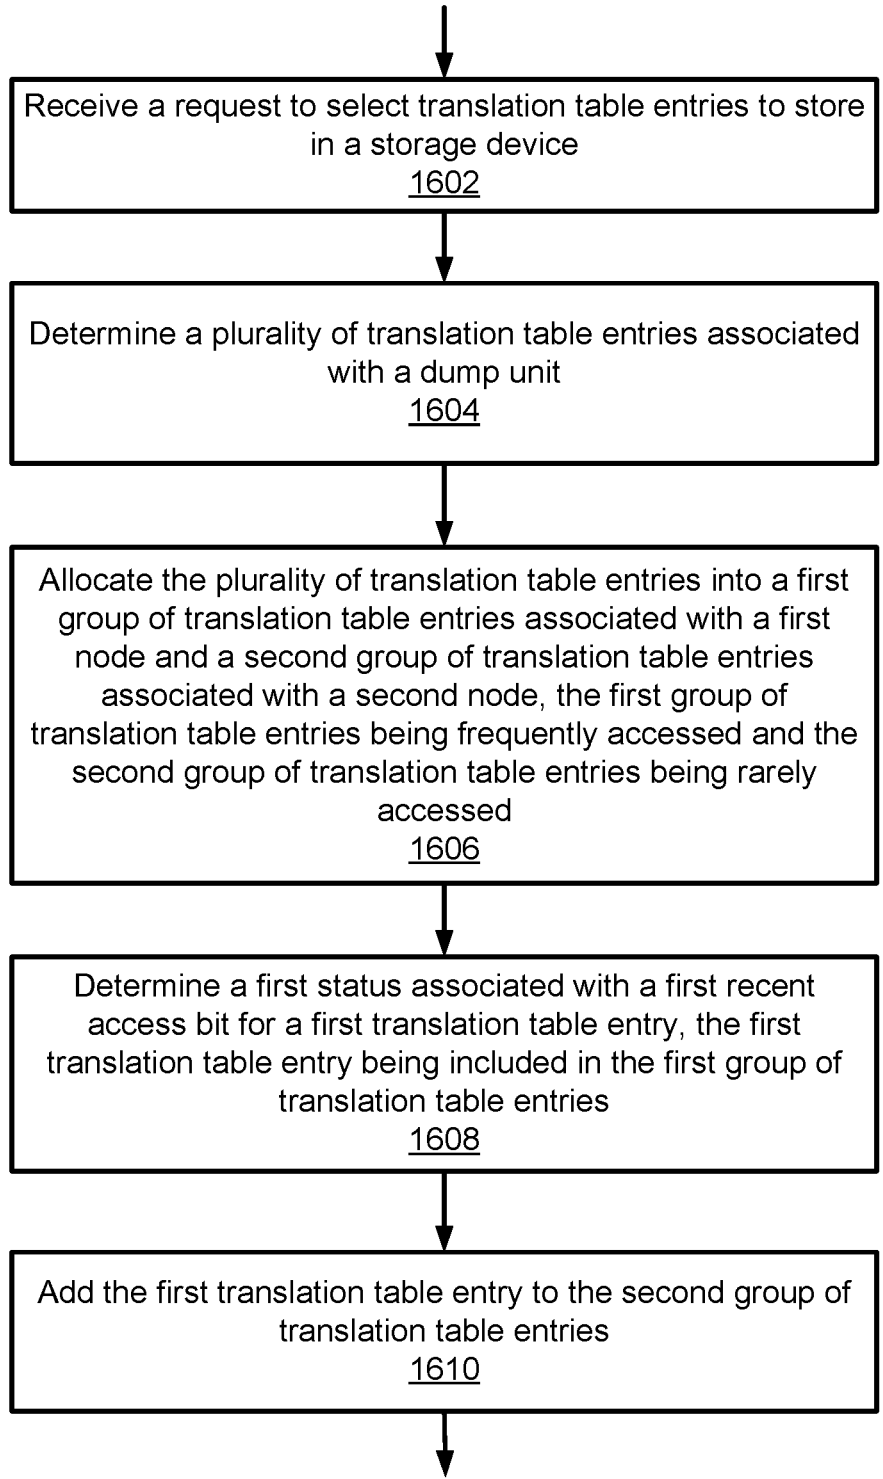 Receive a request to select translation table entries to store
in a storage device
1602
Determine a plurality of translation table entries associated
with a dump unit
1604
Allocate the plurality of translation table entries into a first
group of translation table entries associated with a first
node and a second group of translation table entries
associated with a second node, the first group of
translation table entries being frequently accessed and the
second group of translation table entries being rarely
accessed
1606
Determine a first status associated with a first recent
access bit for a first translation table entry, the first
translation table entry being included in the first group of
translation table entries
1608
Add the first translation table entry to the second group of
translation table entries
1610